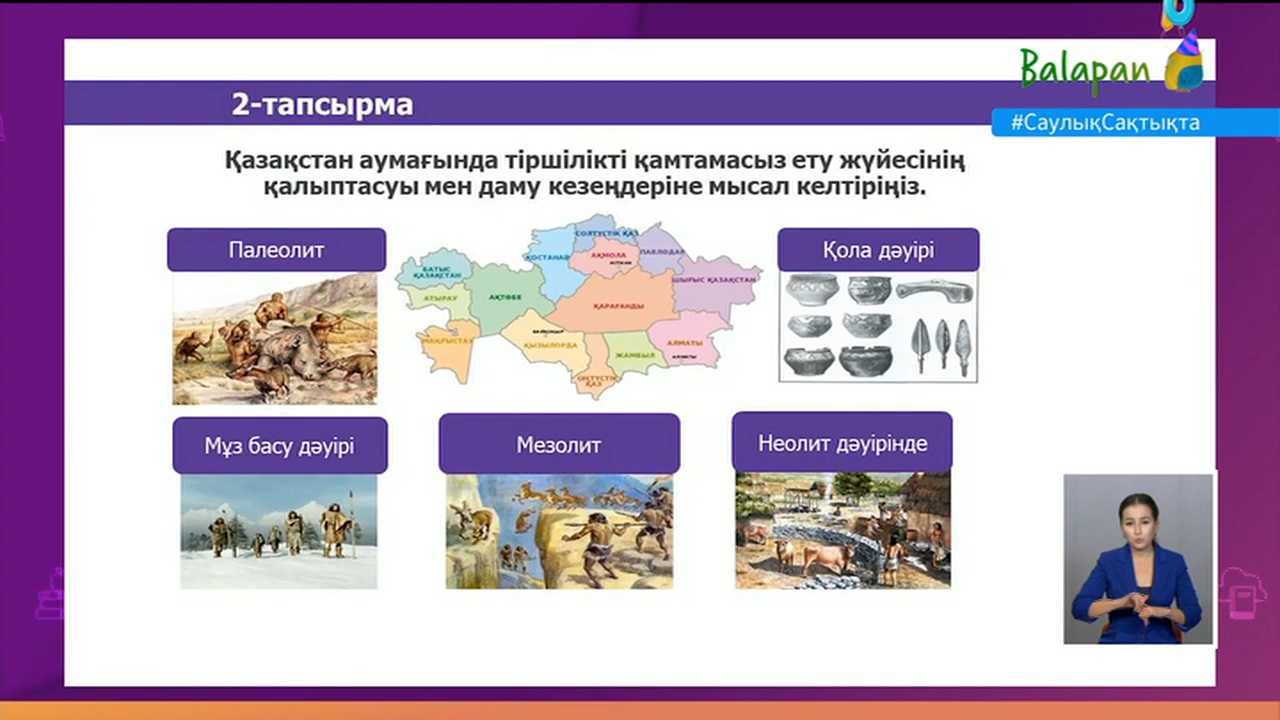 Balapan
#СаулықСақтықта
2-тапсырма
Қазақстан аумағында тіршілікті қамтамасыз ету жүйесінің
қалыптасуы мен даму кезеңдеріне мысал келтіріңіз.
Палеолит
Қола дәуірі
СОЛТҮСТІК ҚАЗ
ҚОСТАНАЙ
АҚМОЛА
ПАВЛОДАР
БАТЫС
ҚАЗАҚСТАН
ШЫҒЫС ҚАЗАҚСТАН
АТЫРАУ
АҚТӨБЕ
ҚАРАҒАНДЫ
МАҢҒЫСТАУ
ҚЫЗЫЛОРДА
АЛМАТЫ
ЖАМБЫЛ
АЛМАТЫ
ОҢТҮСТІК
ҚАЗ
Мұз басу дәуірі
Мезолит
Неолит дәуірінде